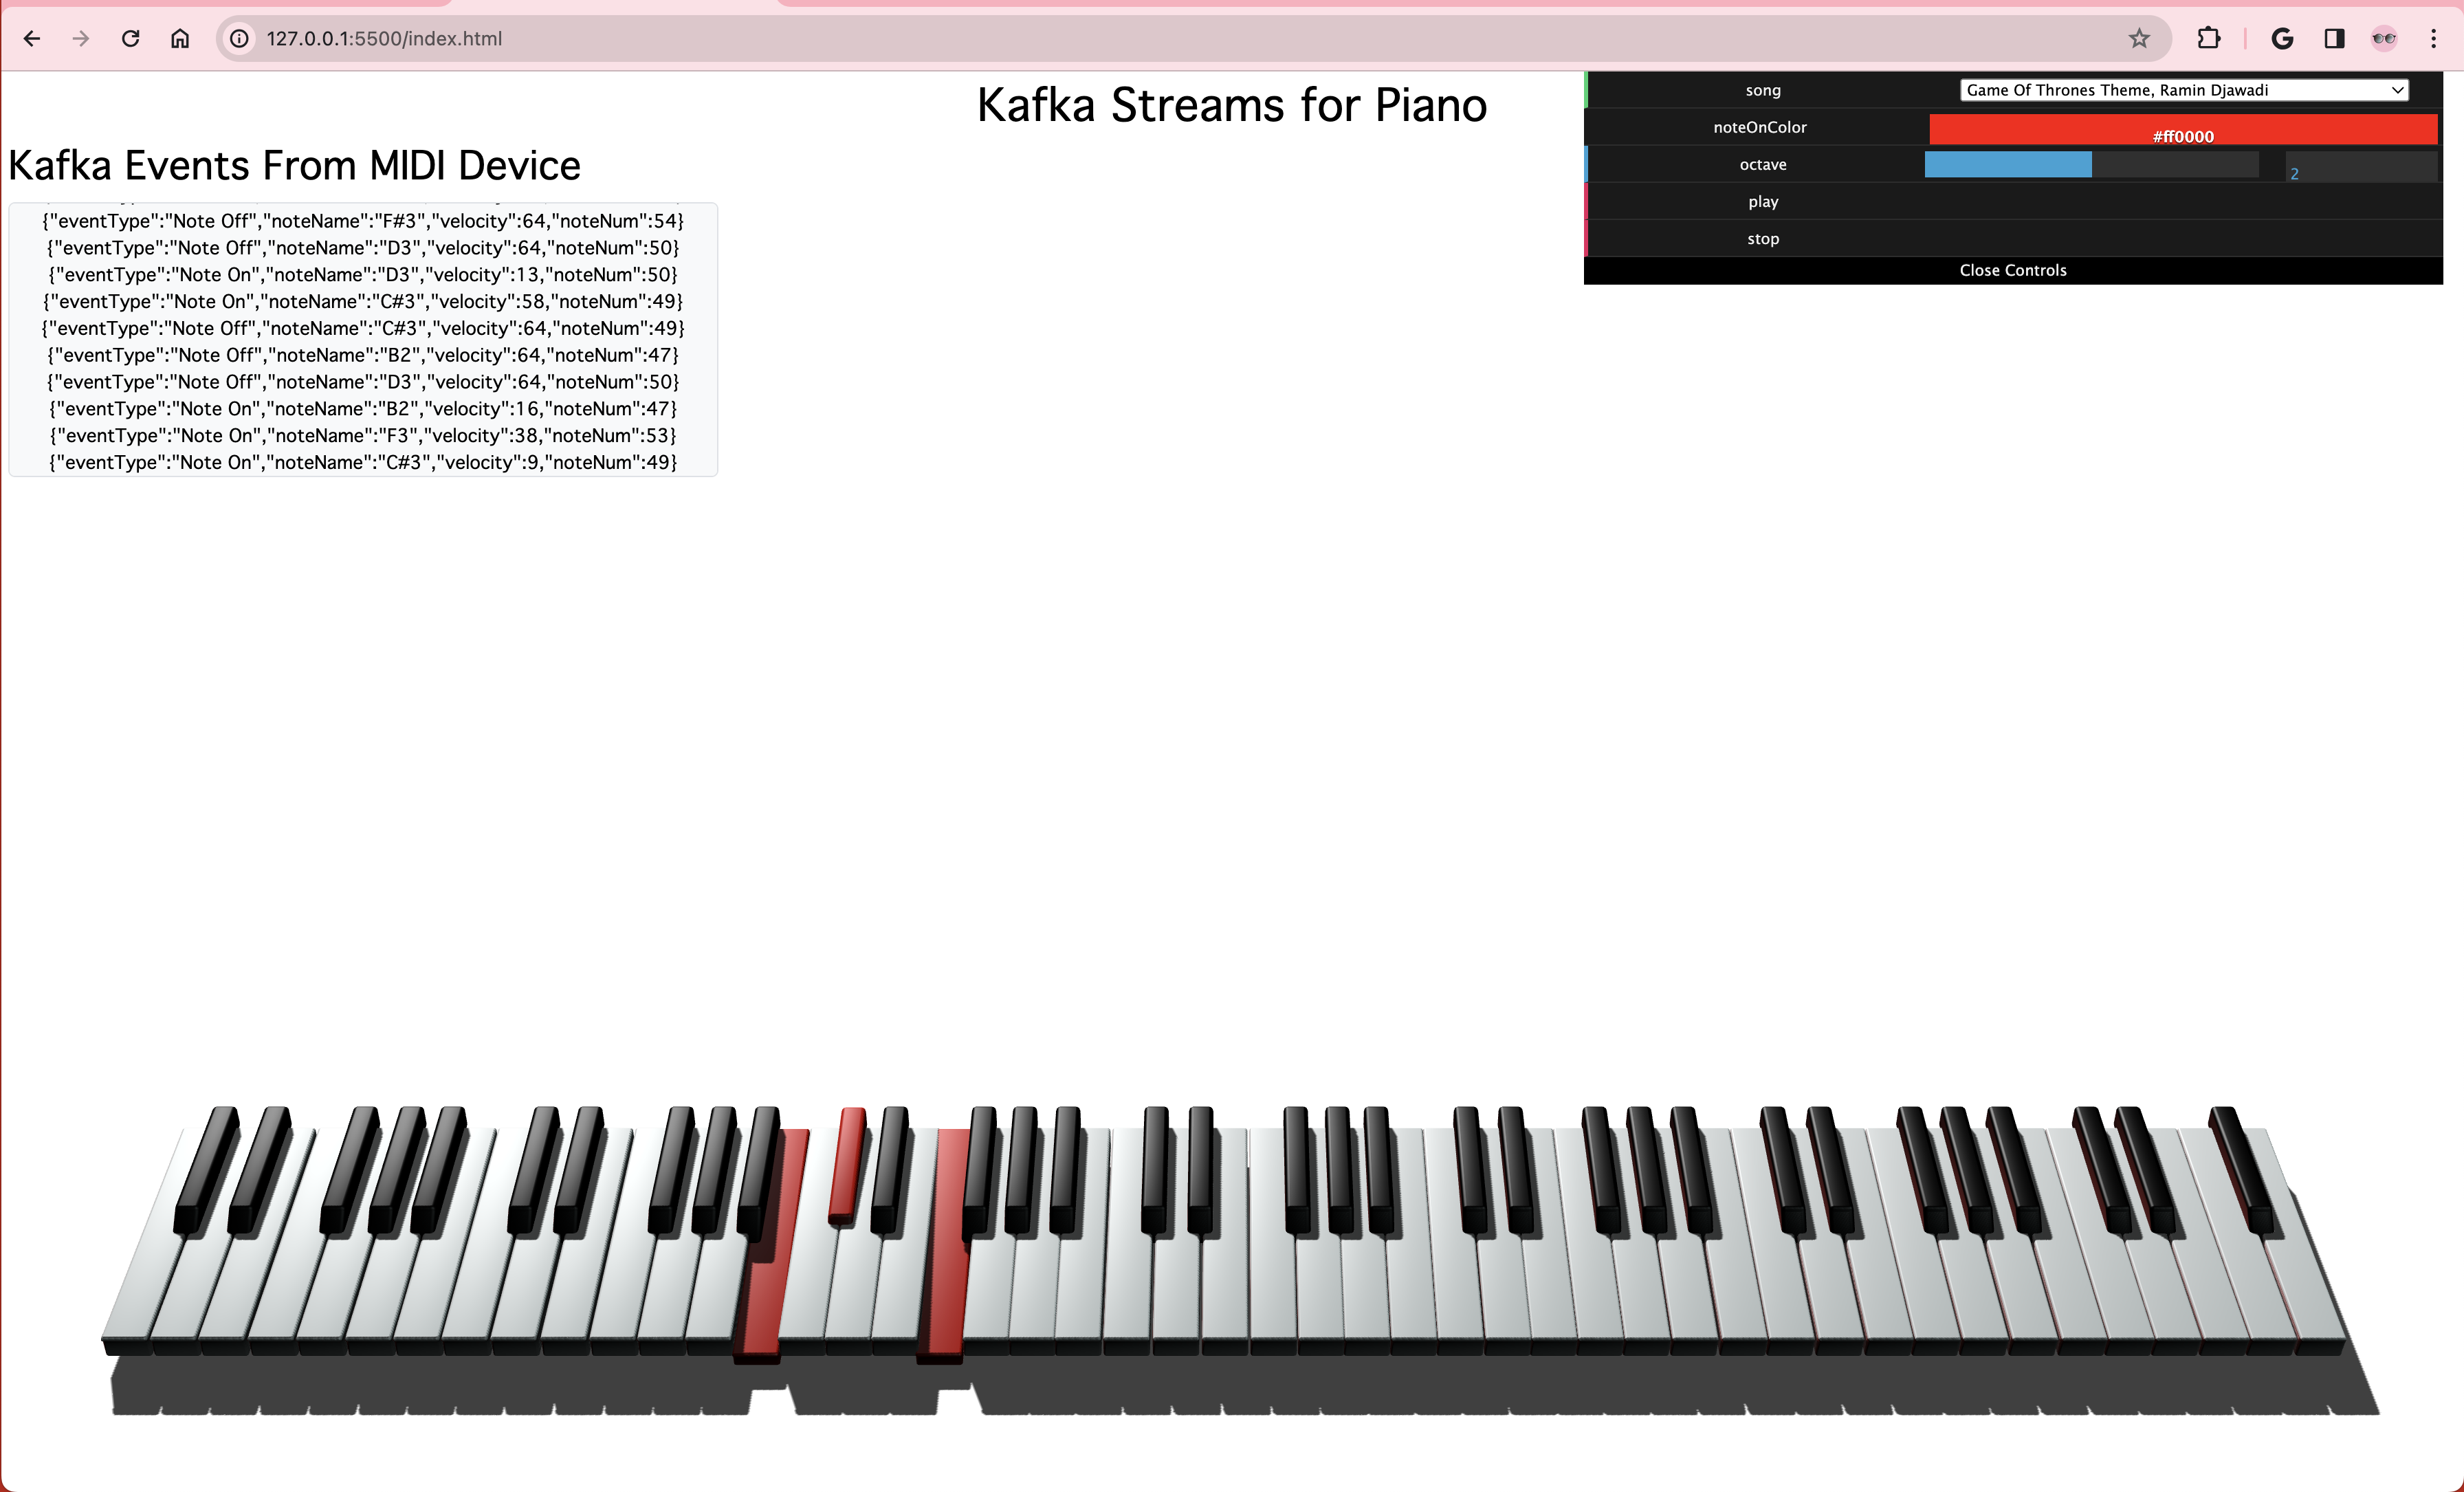 127.0.0.1:5500/index.html
Kafka Streams for Piano
song
Game Of Thrones Theme, Ramin Djawadi
noteOnColor
#ff0000
octave
2
play
stop
Close Controls
Kafka Events From MIDI Device
{"eventType":"Note Off","noteName":"F#3","velocity":64,"noteNum":54}
{"eventType":"Note Off","noteName":"D3","velocity":64,"noteNum":50}
{"eventType":"Note On","noteName":"D3","velocity":13,"noteNum":50}
{"eventType":"Note On","noteName":"C#3","velocity":58,"noteNum":49}
{"eventType":"Note Off","noteName":"C#3","velocity":64,"noteNum":49}
{"eventType":"Note Off","noteName":"B2","velocity":64,"noteNum":47}
{"eventType":"Note Off","noteName":"D3","velocity":64,"noteNum":50}
{"eventType":"Note On","noteName":"B2","velocity":16,"noteNum":47}
{"eventType":"Note On","noteName":"F3","velocity":38,"noteNum":53}
{"eventType":"Note On","noteName":"C#3","velocity":9,"noteNum":49}